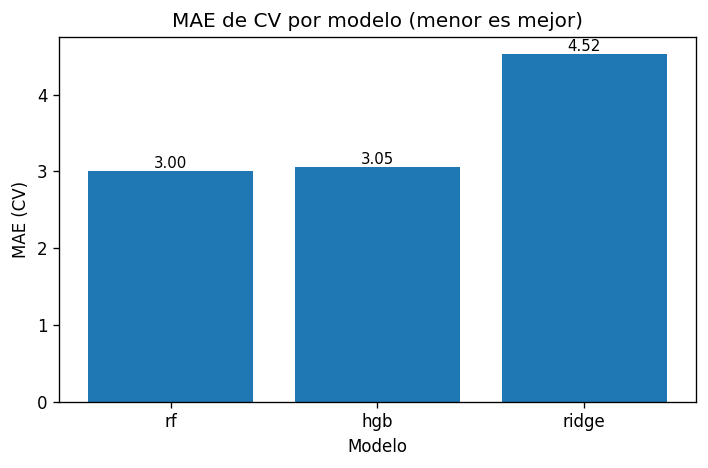 MAE de CV por modelo (menor es mejor)
4.52
3.00
3.05
4
3
2
1
0
MAE (CV)
rf
hgb
ridge
Modelo